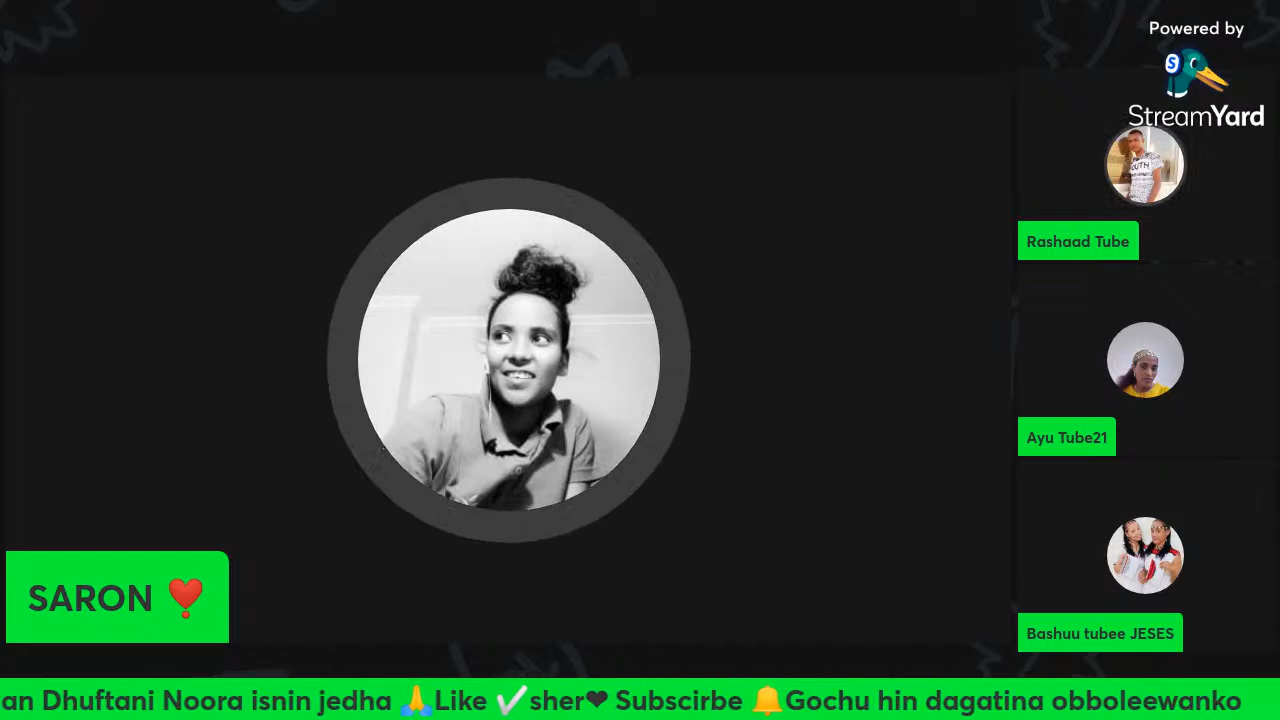 Powered by
StreamYard
Rashaad Tube
Ayu Tube21
Bashuu tubee JESES
SARON ❣️
an Dhuftani Noora isnin jedha 🙏Like ✅sher❤ Subscirbe 🔔Gochu hin dagatina obboleewanko